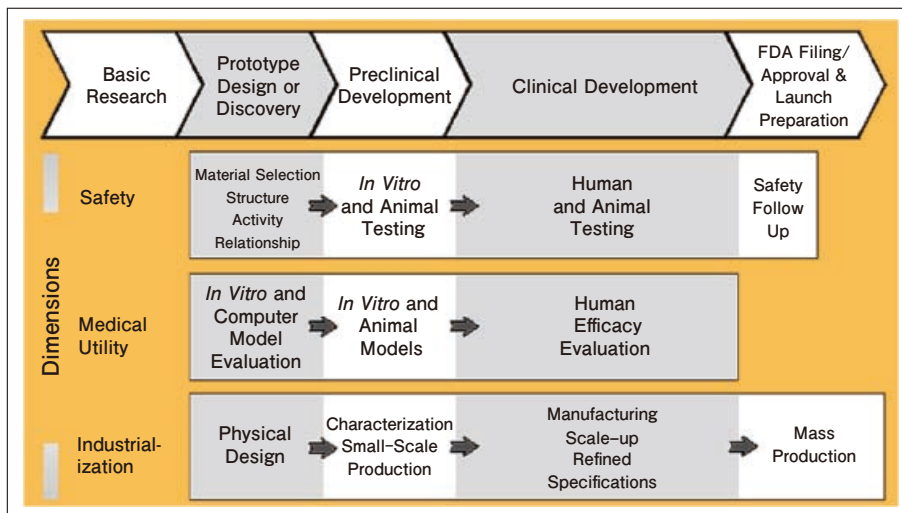 Basic
Research
Prototype
Design or
Discovery
Preclinical
Development
Clinical Development
FDA Filing/
Approval &
Launch
Preparation
Dimensions
Safety
Material Selection
Structure
Activity
Relationship
In Vitro
and Animal
Testing
Human
and Animal
Testing
Safety
Follow
Up
Medical
Utility
In Vitro and
Computer
Model
Evaluation
In Vitro and
Animal
Models
Human
Efficacy
Evaluation
Industrial-
ization
Physical
Design
Characterization
Small-Scale
Production
Manufacturing
Scale-up
Refined
Specifications
Mass
Production